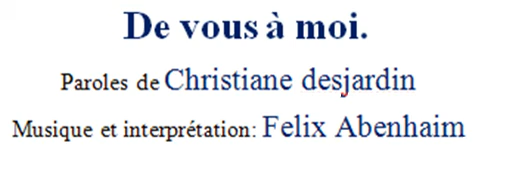 De vous à moi.
Paroles de Christiane desjardin
Musique et interprétation: Felix Abenhaim